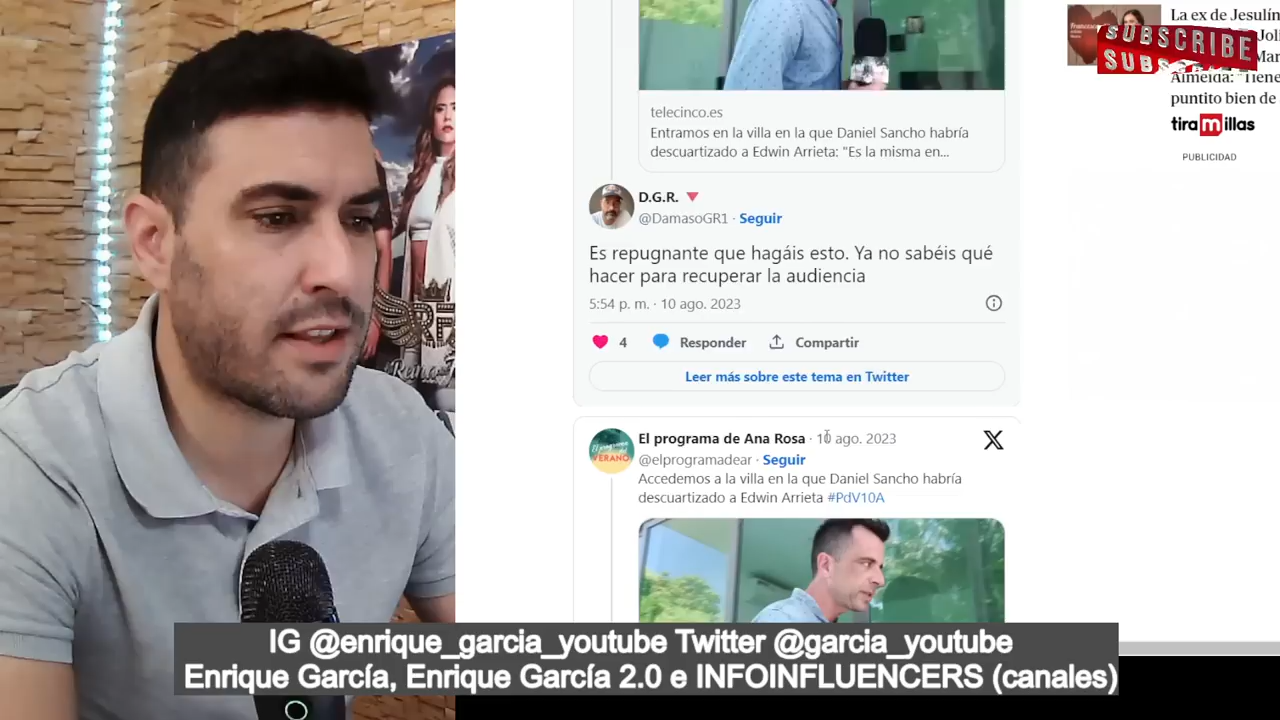 telecinco.es
Entramos en la villa en la que Daniel Sancho habría
descuartizado a Edwin Arrieta: "Es la misma en...
D.G.R.
@DamasoGR1 · Seguir
Es repugnante que hagáis esto. Ya no sabéis qué
hacer para recuperar la audiencia
5:54 p. m. · 10 ago. 2023
4 Responder Compartir
Leer más sobre este tema en Twitter
El programa de Ana Rosa · 10 ago. 2023
@elprogramadear · Seguir
Accedemos a la villa en la que Daniel Sancho habría
descuartizado a Edwin Arrieta #PdV10A
VERANO
La ex de Jesulín
SUBSCRIBE
Almeida: "Tiene
puntito bien de
tiramillas
PUBLICIDAD
IG @enrique_garcia_youtube Twitter @garcia_youtube
Enrique García, Enrique García 2.0 e INFOINFLUENCERS (canales)